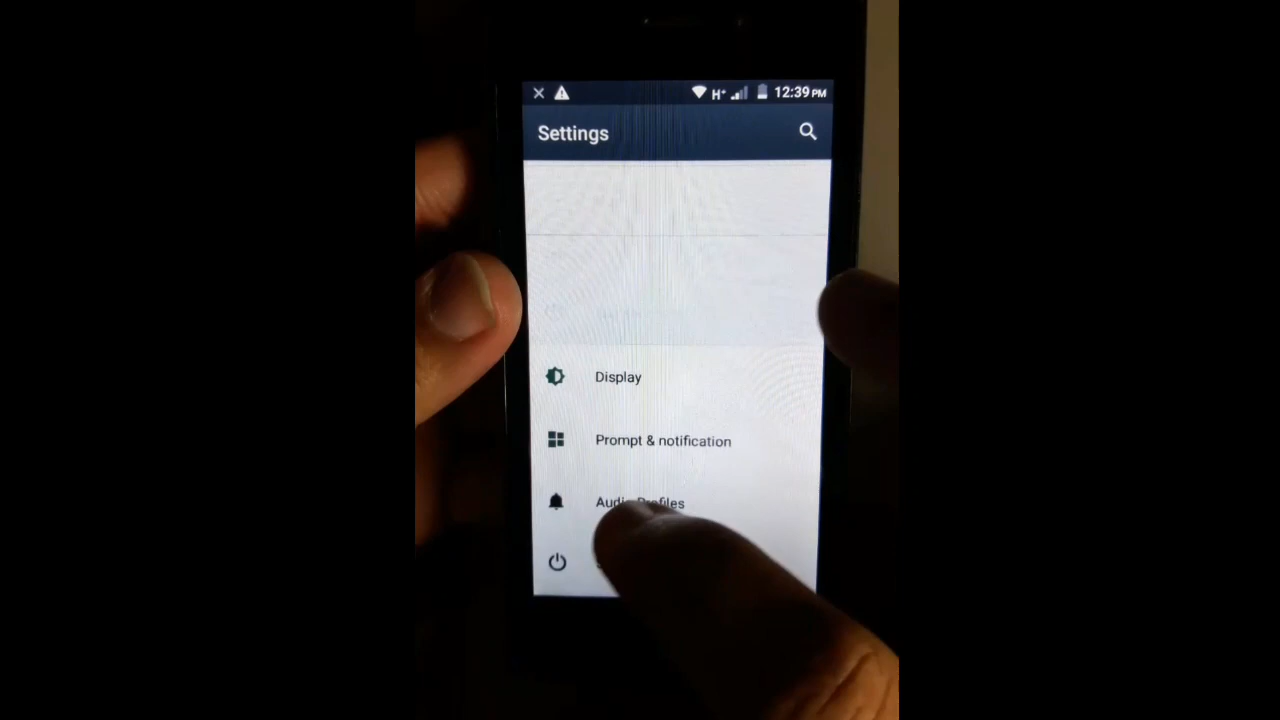 H+ 12:39 PM
Settings
Display
Prompt & notification
Audio Profiles